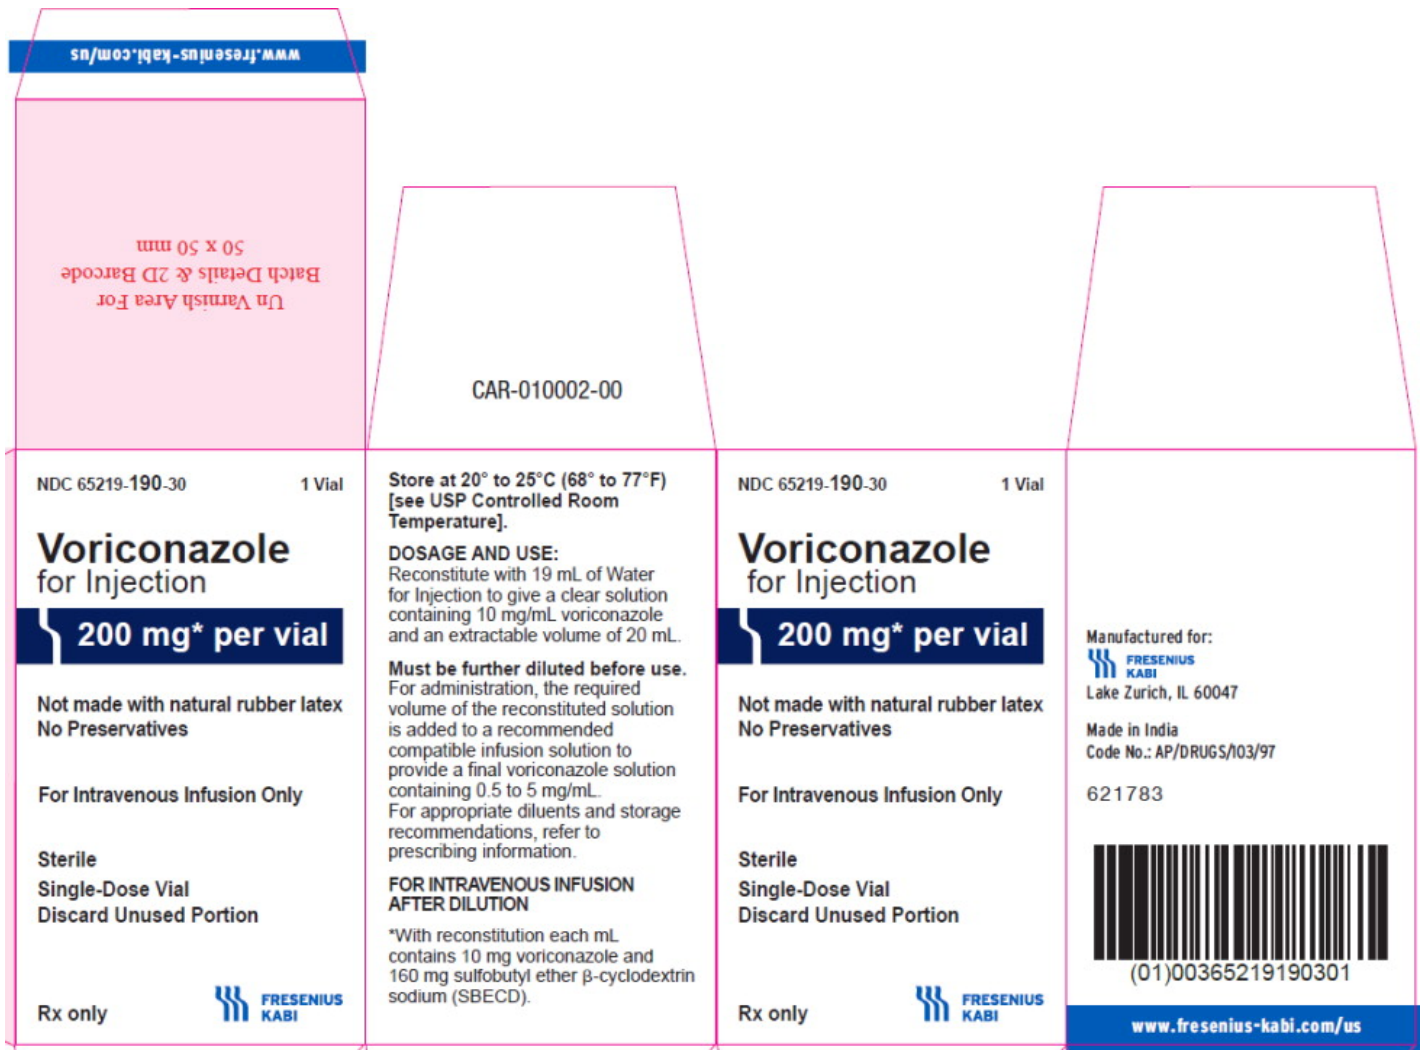 www.fresenius-kabi.com/us
Un Varnish Area For
Batch Details & 2D Barcode
50 x 50 mm
CAR-010002-00
NDC 65219-190-30 1 Vial
Voriconazole
for Injection
200 mg* per vial
Not made with natural rubber latex
No Preservatives
For Intravenous Infusion Only
Sterile
Single-Dose Vial
Discard Unused Portion
Rx only
FRESENIUS
KABI
Store at 20° to 25°C (68° to 77°F)
[see USP Controlled Room
Temperature].
DOSAGE AND USE:
Reconstitute with 19 mL of Water
for Injection to give a clear solution
containing 10 mg/mL voriconazole
and an extractable volume of 20 mL.
Must be further diluted before use.
For administration, the required
volume of the reconstituted solution
is added to a recommended
compatible infusion solution to
provide a final voriconazole solution
containing 0.5 to 5 mg/mL.
For appropriate diluents and storage
recommendations, refer to
prescribing information.
FOR INTRAVENOUS INFUSION
AFTER DILUTION
*With reconstitution each mL
contains 10 mg voriconazole and
160 mg sulfobutyl ether β-cyclodextrin
sodium (SBECD).
NDC 65219-190-30 1 Vial
Voriconazole
for Injection
200 mg* per vial
Not made with natural rubber latex
No Preservatives
For Intravenous Infusion Only
Sterile
Single-Dose Vial
Discard Unused Portion
Rx only
FRESENIUS
KABI
Manufactured for:
FRESENIUS
KABI
Lake Zurich, IL 60047
Made in India
Code No.: AP/DRUGS/103/97
621783
(01)00365219190301
www.fresenius-kabi.com/us